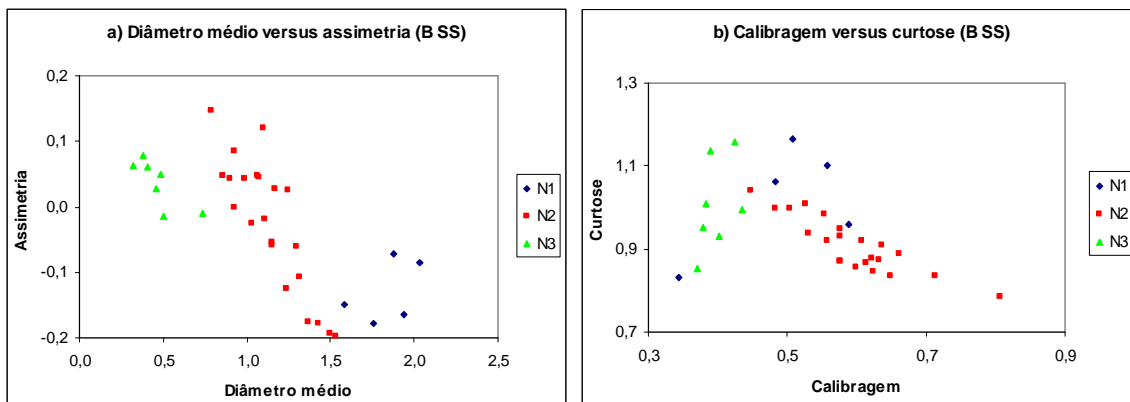 a) Diâmetro médio versus assimetria (B SS)
Assimetria
0,2
0,1
0,0
-0,1
-0,2
0,0
0,5
1,0
1,5
2,0
2,5
Diâmetro médio
N1
N2
N3
b) Calibragem versus curtose (B SS)
Curtose
1,3
1,1
0,9
0,7
0,3
0,5
0,7
0,9
Calibragem
N1
N2
N3